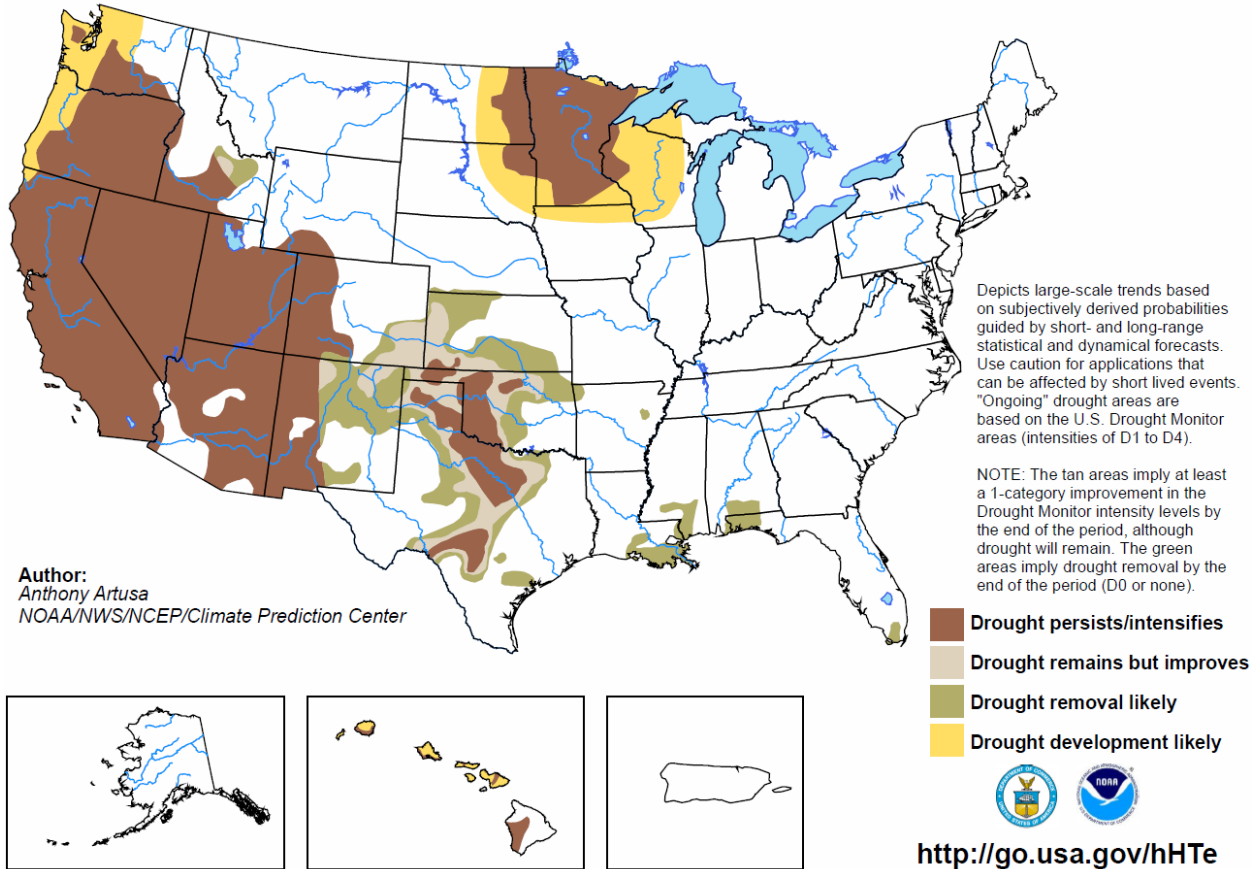 Depicts large-scale trends based
on subjectively derived probabilities
guided by short- and long-range
statistical and dynamical forecasts.
Use caution for applications that
can be affected by short lived events.
"Ongoing" drought areas are
based on the U.S. Drought Monitor
areas (intensities of D1 to D4).
NOTE: The tan areas imply at least
a 1-category improvement in the
Drought Monitor intensity levels by
the end of the period, although
drought will remain. The green
areas imply drought removal by the
end of the period (D0 or none).
Author:
Anthony Artusa
NOAA/NWS/NCEP/Climate Prediction Center
Drought persists/intensifies
Drought remains but improves
Drought removal likely
Drought development likely
NOAA
http://go.usa.gov/hHTe